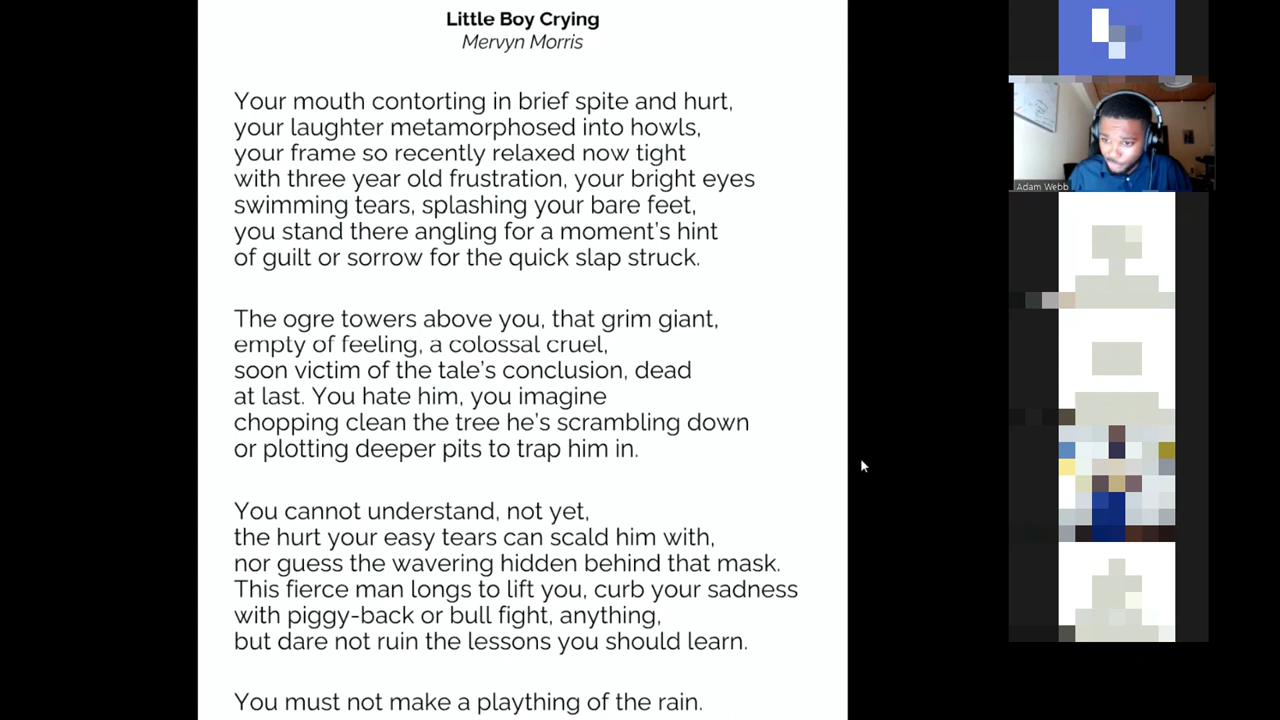 Little Boy Crying
Mervyn Morris
Your mouth contorting in brief spite and hurt,
your laughter metamorphosed into howls,
your frame so recently relaxed now tight
with three year old frustration, your bright eyes
swimming tears, splashing your bare feet,
you stand there angling for a moment's hint
of guilt or sorrow for the quick slap struck.
The ogre towers above you, that grim giant,
empty of feeling, a colossal cruel,
soon victim of the tale's conclusion, dead
at last. You hate him, you imagine
chopping clean the tree he's scrambling down
or plotting deeper pits to trap him in.
You cannot understand, not yet,
the hurt your easy tears can scald him with,
nor guess the wavering hidden behind that mask.
This fierce man longs to lift you, curb your sadness
with piggy-back or bull fight, anything,
but dare not ruin the lessons you should learn.
You must not make a plaything of the rain.
Adam Webb